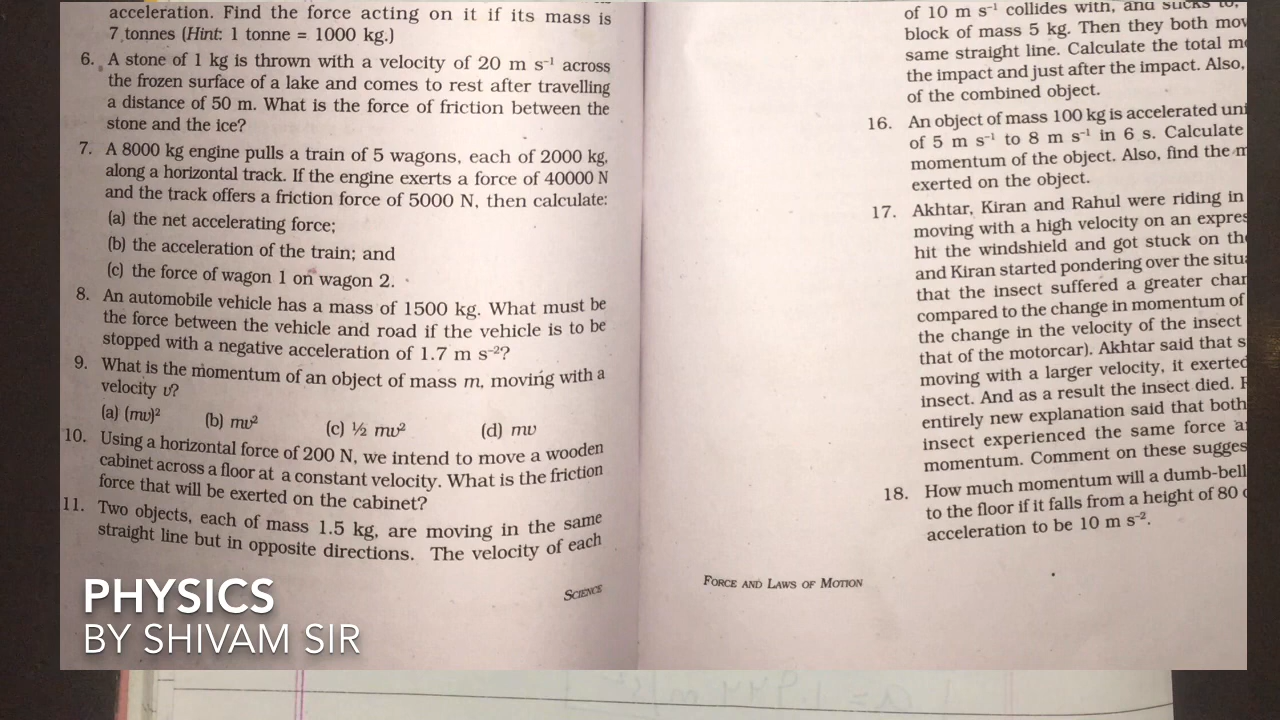 acceleration. Find the force acting on it if its mass is
7 tonnes (Hint: 1 tonne = 1000 kg.)
6. A stone of 1 kg is thrown with a velocity of 20 m s⁻¹ across
the frozen surface of a lake and comes to rest after travelling
a distance of 50 m. What is the force of friction between the
stone and the ice?
7. A 8000 kg engine pulls a train of 5 wagons, each of 2000 kg,
along a horizontal track. If the engine exerts a force of 40000 N
and the track offers a friction force of 5000 N, then calculate:
(a) the net accelerating force;
(b) the acceleration of the train; and
(c) the force of wagon 1 on wagon 2.
8. An automobile vehicle has a mass of 1500 kg. What must be
the force between the vehicle and road if the vehicle is to be
stopped with a negative acceleration of 1.7 m s⁻²?
9. What is the momentum of an object of mass m, moving with a
velocity v?
(a) (mv)² (b) mv² (c) ½ mv² (d) mv
10. Using a horizontal force of 200 N, we intend to move a wooden
cabinet across a floor at a constant velocity. What is the friction
force that will be exerted on the cabinet?
11. Two objects, each of mass 1.5 kg, are moving in the same
straight line but in opposite directions. The velocity of each
SCIENCE
of 10 m s⁻¹ collides with, and sticks to,
block of mass 5 kg. Then they both mov
same straight line. Calculate the total
the impact and just after the impact. Also,
of the combined object.
16. An object of mass 100 kg is accelerated uni
of 5 m s⁻¹ to 8 m s⁻¹ in 6 s. Calculate
momentum of the object. Also, find the
exerted on the object.
17. Akhtar, Kiran and Rahul were riding in
moving with a high velocity on an expres
hit the windshield and got stuck on the
and Kiran started pondering over the situ
that the insect suffered a greater char
compared to the change in momentum of
the change in the velocity of the insect
that of the motorcar). Akhtar said that s
moving with a larger velocity, it exerted
insect. And as a result the insect died.
entirely new explanation said that both
insect experienced the same force a
momentum. Comment on these sugges
18. How much momentum will a dumb-bell
to the floor if it falls from a height of 80
acceleration to be 10 m s⁻².
FORCE AND LAWS OF MOTION
PHYSICS
BY SHIVAM SIR